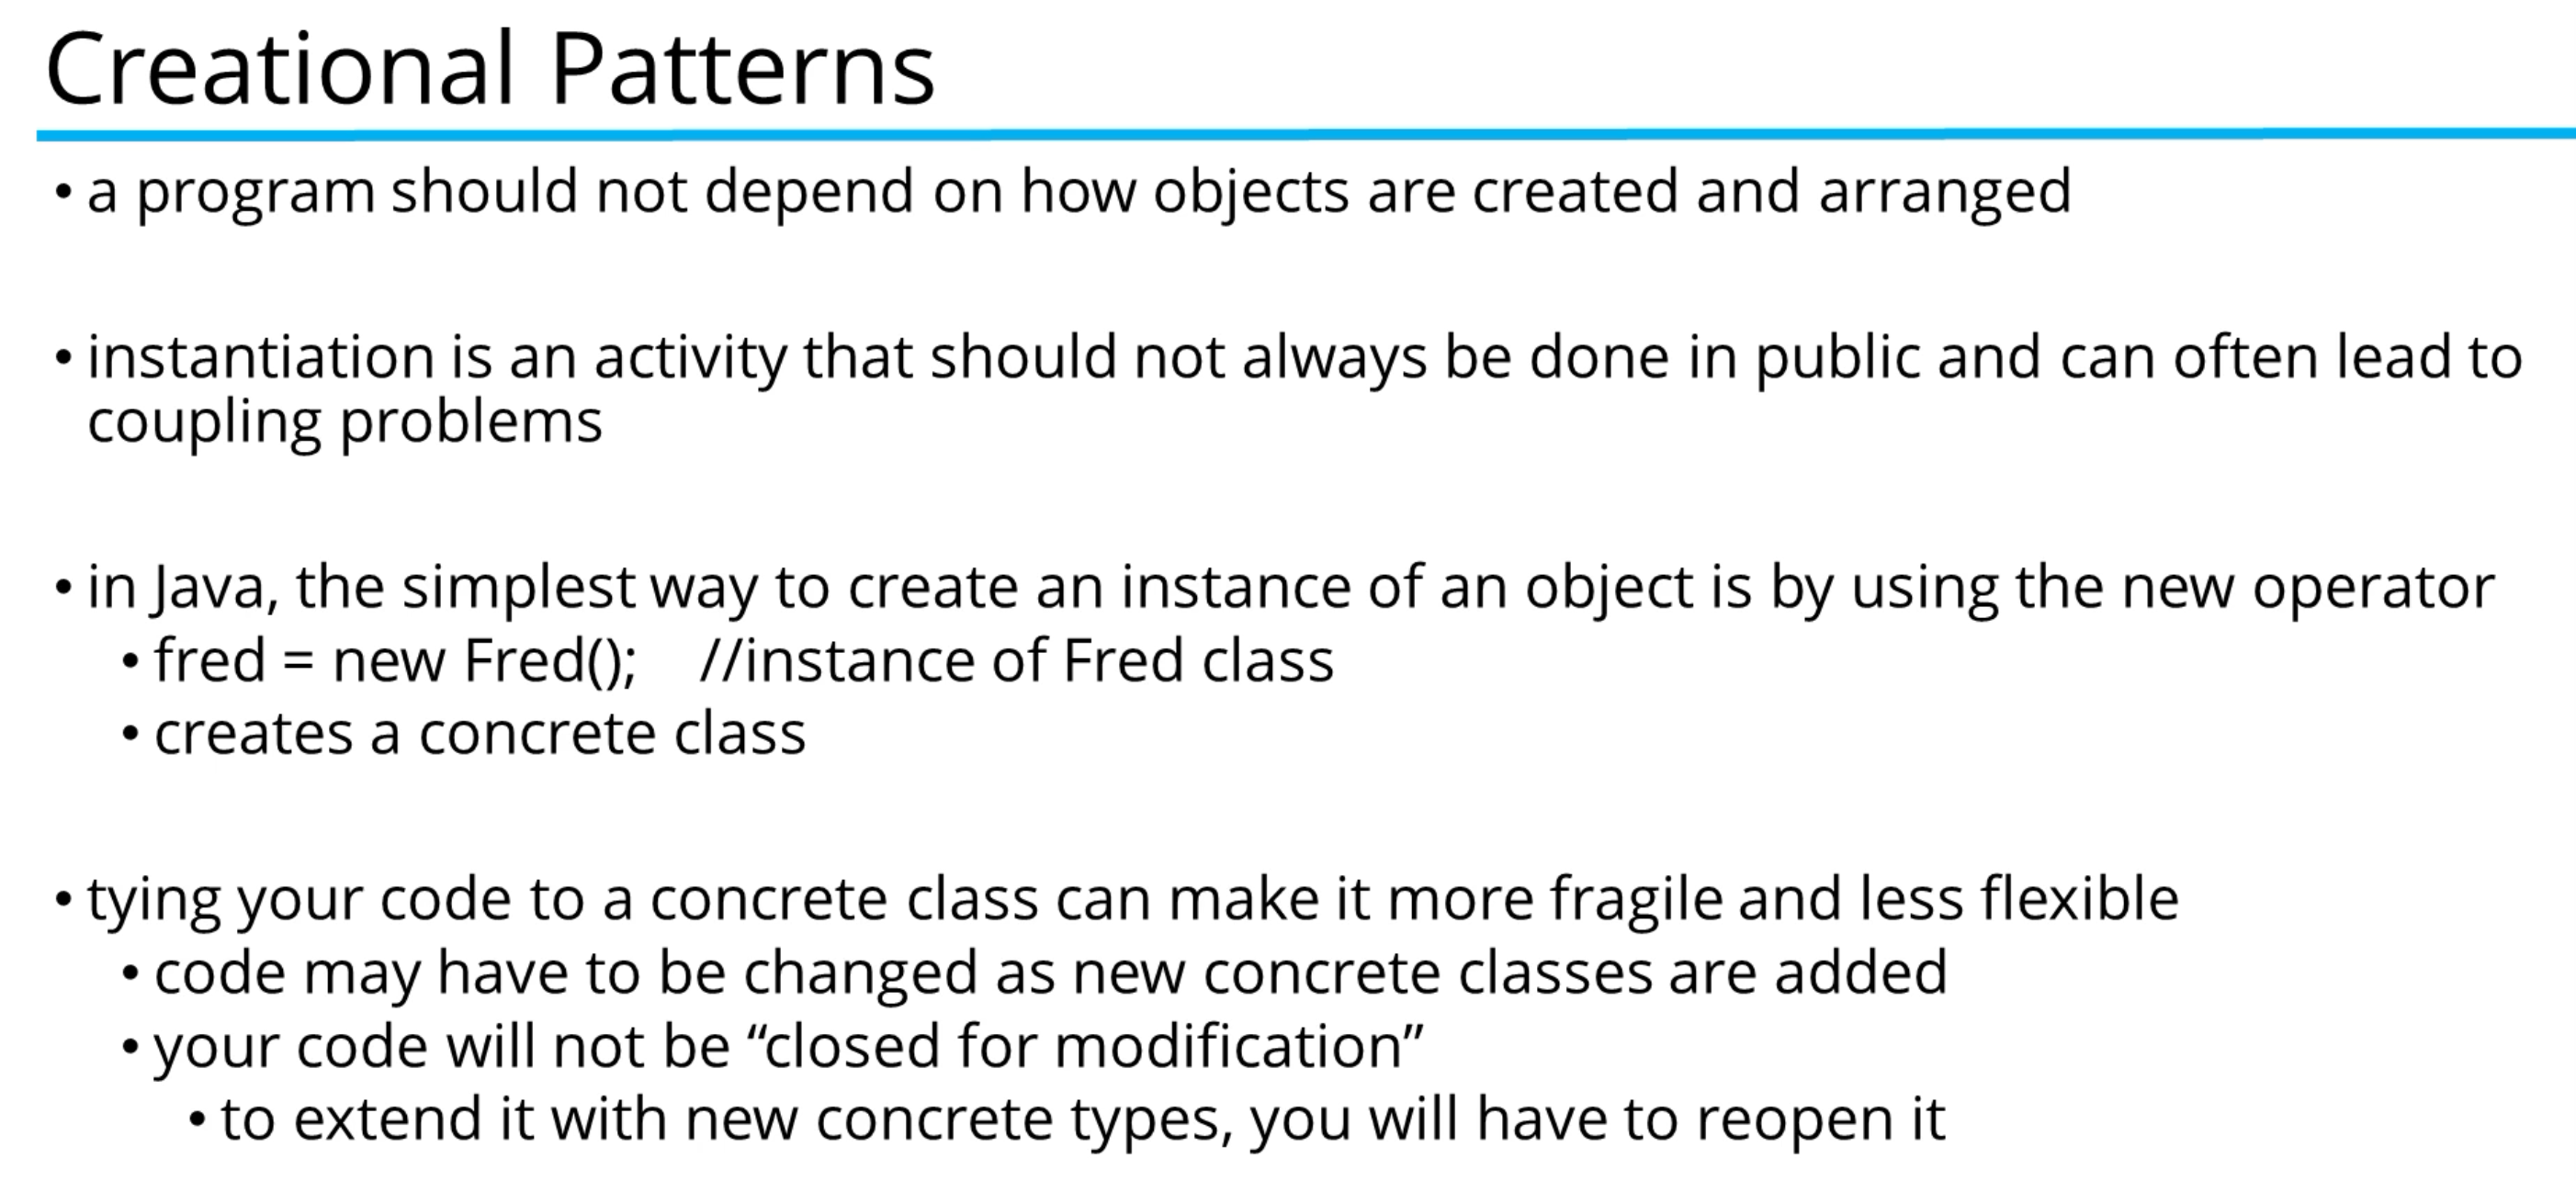 Creational Patterns
• a program should not depend on how objects are created and arranged
• instantiation is an activity that should not always be done in public and can often lead to
coupling problems
• in Java, the simplest way to create an instance of an object is by using the new operator
• fred = new Fred(); //instance of Fred class
• creates a concrete class
• tying your code to a concrete class can make it more fragile and less flexible
• code may have to be changed as new concrete classes are added
• your code will not be “closed for modification”
• to extend it with new concrete types, you will have to reopen it